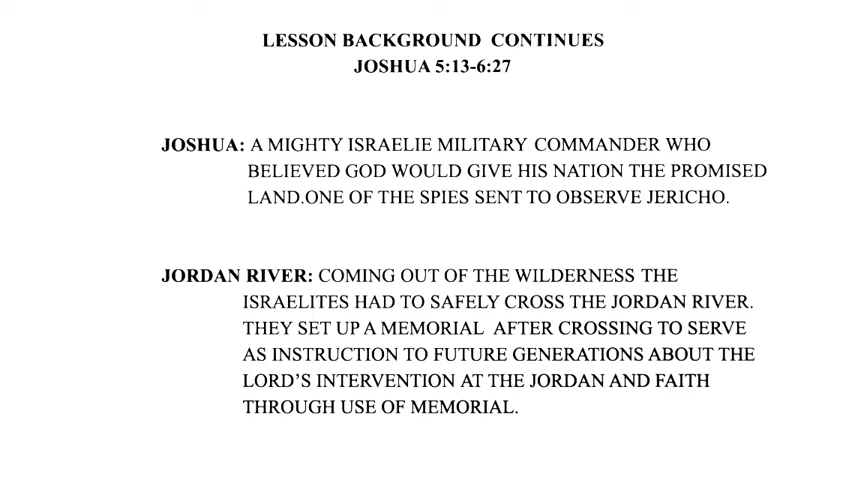 LESSON BACKGROUND CONTINUES
JOSHUA 5:13-6:27
JOSHUA: A MIGHTY ISRAELIE MILITARY COMMANDER WHO
BELIEVED GOD WOULD GIVE HIS NATION THE PROMISED
LAND.ONE OF THE SPIES SENT TO OBSERVE JERICHO.
JORDAN RIVER: COMING OUT OF THE WILDERNESS THE
ISRAELITES HAD TO SAFELY CROSS THE JORDAN RIVER.
THEY SET UP A MEMORIAL AFTER CROSSING TO SERVE
AS INSTRUCTION TO FUTURE GENERATIONS ABOUT THE
LORD'S INTERVENTION AT THE JORDAN AND FAITH
THROUGH USE OF MEMORIAL.